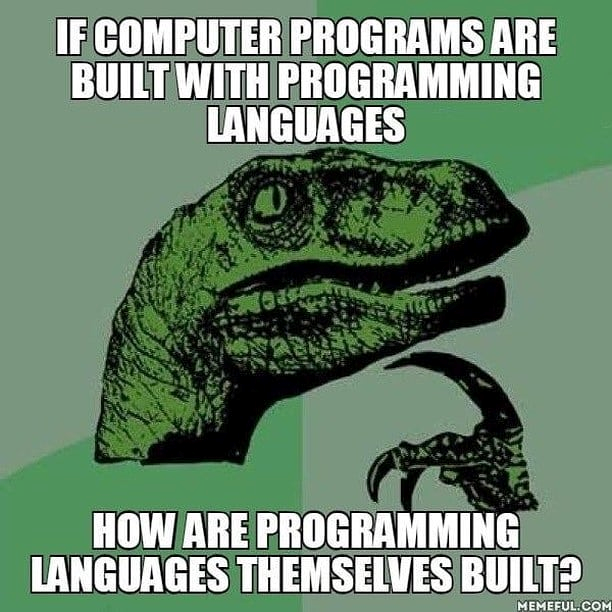 IF COMPUTER PROGRAMS ARE
BUILT WITH PROGRAMMING
LANGUAGES
HOW ARE PROGRAMMING
LANGUAGES THEMSELVES BUILT?
MEMEFUL.COM